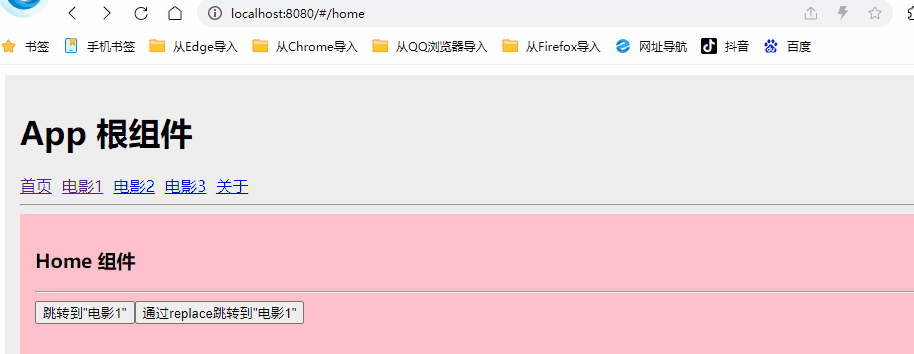 localhost:8080/#/home
书签 手机书签 从Edge导入 从Chrome导入 从QQ浏览器导入 从Firefox导入 网址导航 抖音 百度
App 根组件
首页 电影1 电影2 电影3 关于
Home 组件
跳转到"电影1" 通过replace跳转到"电影1"